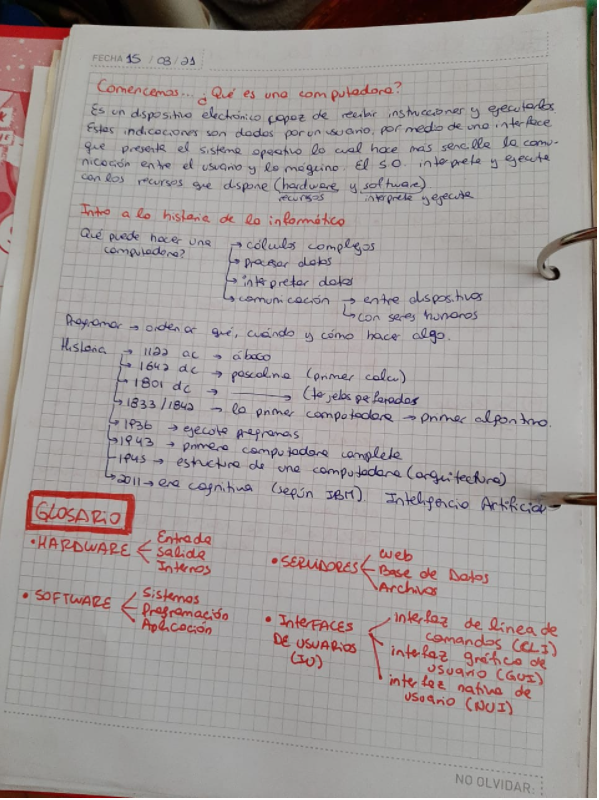 FECHA 15 / 03 / 21
Comencemos... ¿Qué es una computadora?
Es un dispositivo electrónico capaz de recibir instrucciones y ejecutarlas
Estas indicaciones son dadas por un usuario, por medio de una interface
que presenta el sistema operativo lo cual hace más sencilla la comu-
nicación entre el usuario y la máquina. El S.O. interpreta y ejecuta
con los recursos que dispone (hardware y software)
recursos interpreta y ejecuta
Intro a la historia de la informática
Qué puede hacer una computadora?
→ cálculos complejos
→ procesar datos
→ interpretar datos
→ comunicación → entre dispositivos
→ con seres humanos
Programar → ordenar qué, cuándo y cómo hacer algo.
Historia → 1122 ac → ábaco
→ 1642 dc → pascalina (primer calcu)
→ 1801 dc → (tarjetas perforadas
→ 1833/1842 → la primer computadora → primer algoritmo.
→ 1936 → ejecuta programas
→ 1943 → primera computadora completa
→ 1945 → estructura de una computadora (arquitectura)
→ 2011 → era cognitiva (según IBM). Inteligencia Artificial
GLOSARIO
• HARDWARE
Entrada
Salida
Internos
• SERVIDORES
Web
Base de Datos
Archivos
• SOFTWARE
Sistemas
Programación
Aplicación
• INTERFACES
DE USUARIOS
(IU)
interfaz de línea de
comandos (CLI)
interfaz gráfica de
usuario (GUI)
interfaz nativa de
usuario (NUI)
NO OLVIDAR: